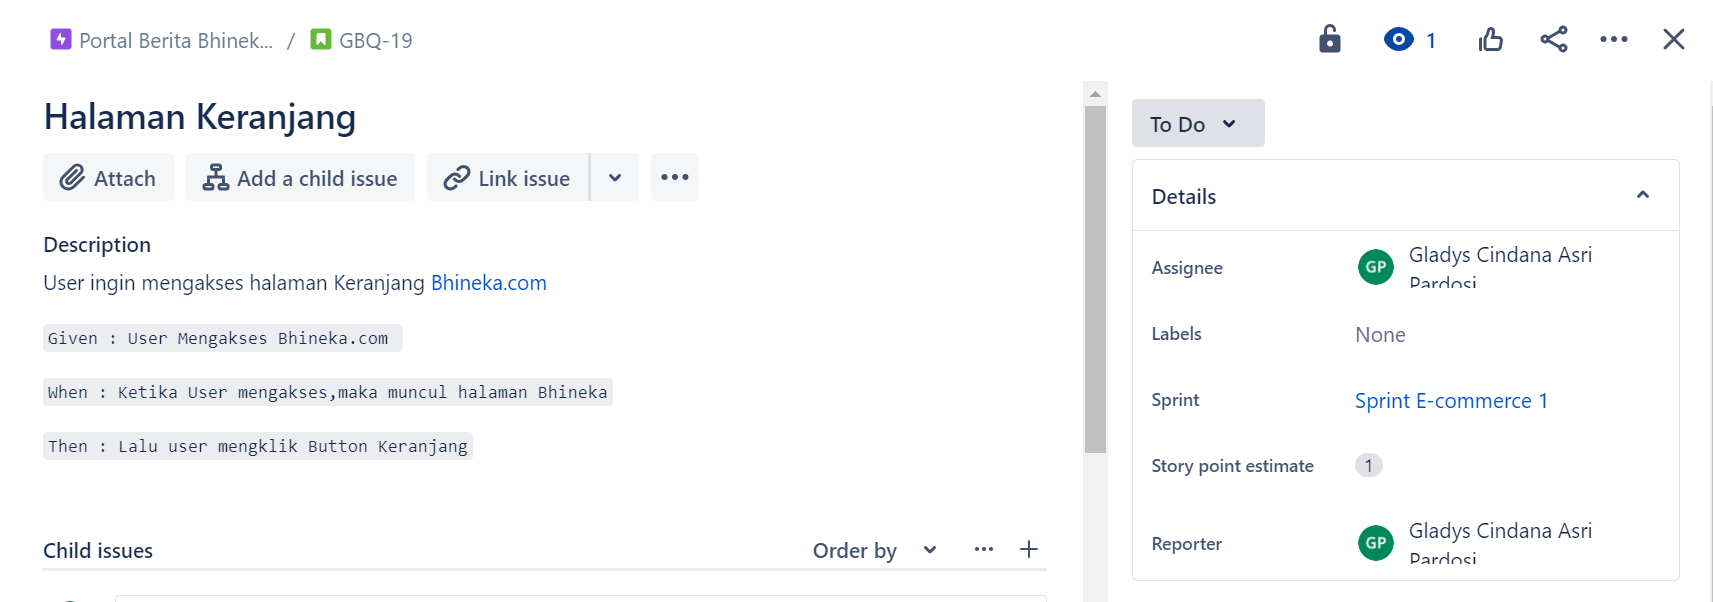 Portal Berita Bhinek... / GBQ-19
1
Halaman Keranjang
To Do
Attach
Add a child issue
Link issue
Details
Description
User ingin mengakses halaman Keranjang Bhineka.com
Assignee
GP
Gladys Cindana Asri
Pardosi
Given : User Mengakses Bhineka.com
Labels
None
When : Ketika User mengakses,maka muncul halaman Bhineka
Sprint
Sprint E-commerce 1
Then : Lalu user mengklik Button Keranjang
Story point estimate
1
Child issues
Order by
Reporter
GP
Gladys Cindana Asri
Pardosi